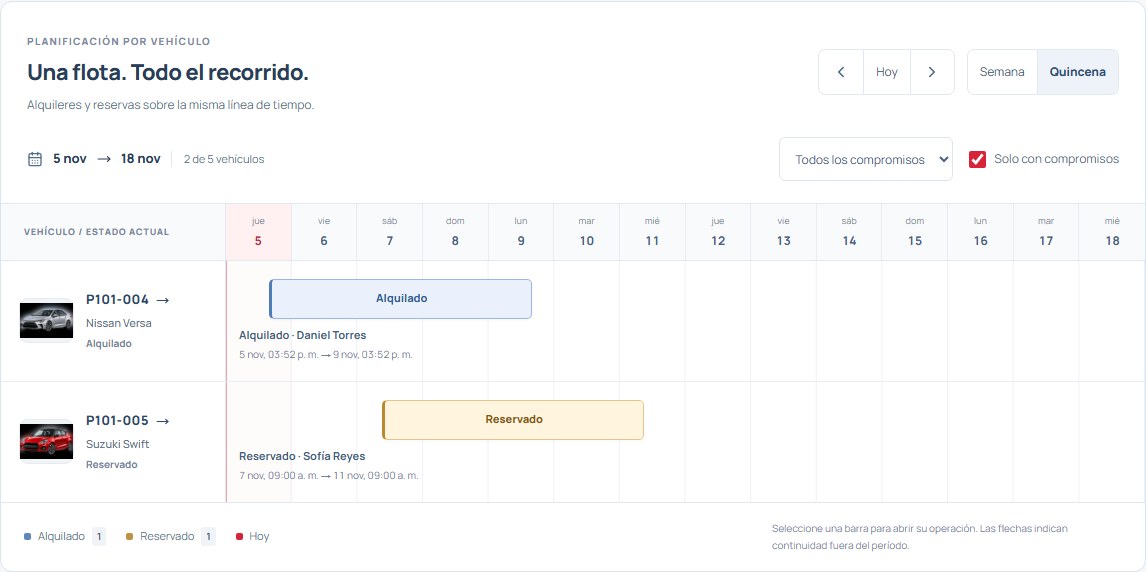 PLANIFICACIÓN POR VEHÍCULO
Una flota. Todo el recorrido.
Alquileres y reservas sobre la misma línea de tiempo.
Hoy
Semana
Quincena
5 nov → 18 nov
2 de 5 vehículos
Todos los compromisos
Solo con compromisos
VEHÍCULO / ESTADO ACTUAL
jue 5
vie 6
sáb 7
dom 8
lun 9
mar 10
mié 11
jue 12
vie 13
sáb 14
dom 15
lun 16
mar 17
mié 18
P101-004 →
Nissan Versa
Alquilado
Alquilado
Alquilado · Daniel Torres
5 nov, 03:52 p. m. → 9 nov, 03:52 p. m.
P101-005 →
Suzuki Swift
Reservado
Reservado
Reservado · Sofía Reyes
7 nov, 09:00 a. m. → 11 nov, 09:00 a. m.
Alquilado 1
Reservado 1
Hoy
Seleccione una barra para abrir su operación. Las flechas indican
continuidad fuera del período.